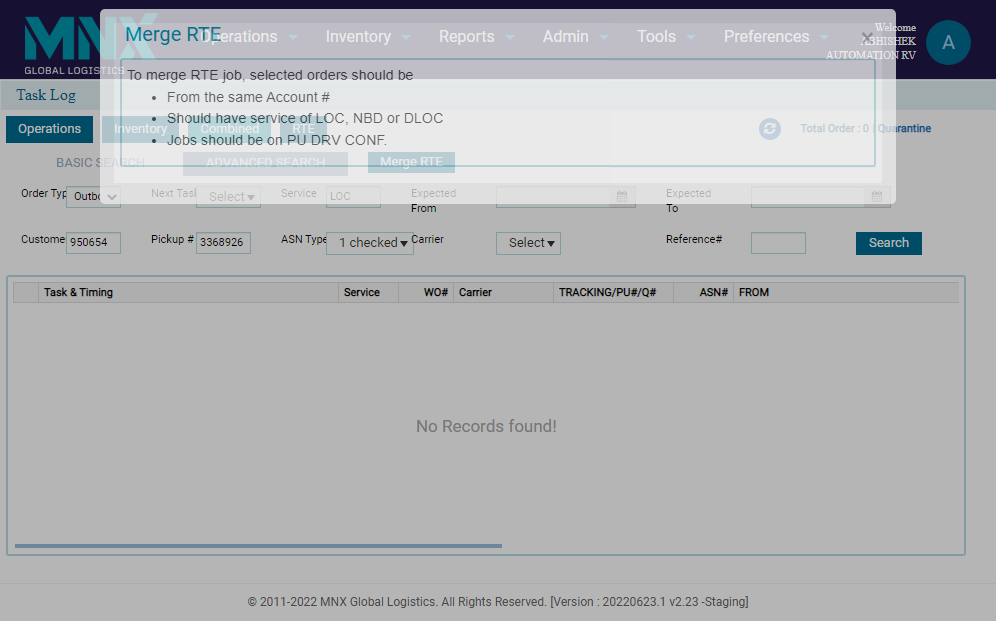 MNX
GLOBAL LOGISTICS
Merge RTE
Operations Inventory Reports Admin Tools Preferences
Welcome
ABHISHEK
AUTOMATION RV
A
To merge RTE job, selected orders should be
• From the same Account #
• Should have service of LOC, NBD or DLOC
• Jobs should be on PU DRV CONF.
Task Log
Operations Inventory Combined RTE
Total Order : 0 | Quarantine
BASIC SEARCH ADVANCED SEARCH Merge RTE
Order Typ Outbo Next Task Select Service LOC Expected From Expected To
Custome 950654 Pickup # 3368926 ASN Type 1 checked Carrier Select Reference# Search
Task & Timing Service WO# Carrier TRACKING/PU#/Q# ASN# FROM
No Records found!
© 2011-2022 MNX Global Logistics. All Rights Reserved. [Version : 20220623.1 v2.23 -Staging]